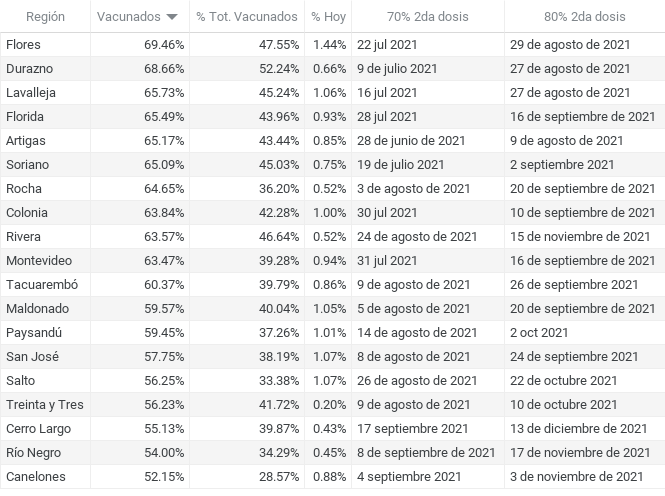 Región Vacunados % Tot. Vacunados % Hoy 70% 2da dosis 80% 2da dosis
Flores 69.46% 47.55% 1.44% 22 jul 2021 29 de agosto de 2021
Durazno 68.66% 52.24% 0.66% 9 de julio 2021 27 de agosto de 2021
Lavalleja 65.73% 45.24% 1.06% 16 jul 2021 27 de agosto de 2021
Florida 65.49% 43.96% 0.93% 28 jul 2021 16 de septiembre de 2021
Artigas 65.17% 43.44% 0.85% 28 de junio de 2021 9 de agosto de 2021
Soriano 65.09% 45.03% 0.75% 19 de julio 2021 2 septiembre 2021
Rocha 64.65% 36.20% 0.52% 3 de agosto de 2021 20 de septiembre de 2021
Colonia 63.84% 42.28% 1.00% 30 jul 2021 10 de septiembre de 2021
Rivera 63.57% 46.64% 0.52% 24 de agosto de 2021 15 de noviembre de 2021
Montevideo 63.47% 39.28% 0.94% 31 jul 2021 16 de septiembre de 2021
Tacuarembó 60.37% 39.79% 0.86% 9 de agosto de 2021 26 de septiembre 2021
Maldonado 59.57% 40.04% 1.05% 5 de agosto de 2021 20 de septiembre de 2021
Paysandú 59.45% 37.26% 1.01% 14 de agosto de 2021 2 oct 2021
San José 57.75% 38.19% 1.07% 8 de agosto de 2021 24 de septiembre 2021
Salto 56.25% 33.38% 1.07% 26 de agosto de 2021 22 de octubre 2021
Treinta y Tres 56.23% 41.72% 0.20% 9 de agosto de 2021 10 de octubre 2021
Cerro Largo 55.13% 39.87% 0.43% 17 septiembre 2021 13 de diciembre de 2021
Río Negro 54.00% 34.29% 0.45% 8 de septiembre de 2021 17 de noviembre de 2021
Canelones 52.15% 28.57% 0.88% 4 septiembre 2021 3 de noviembre de 2021